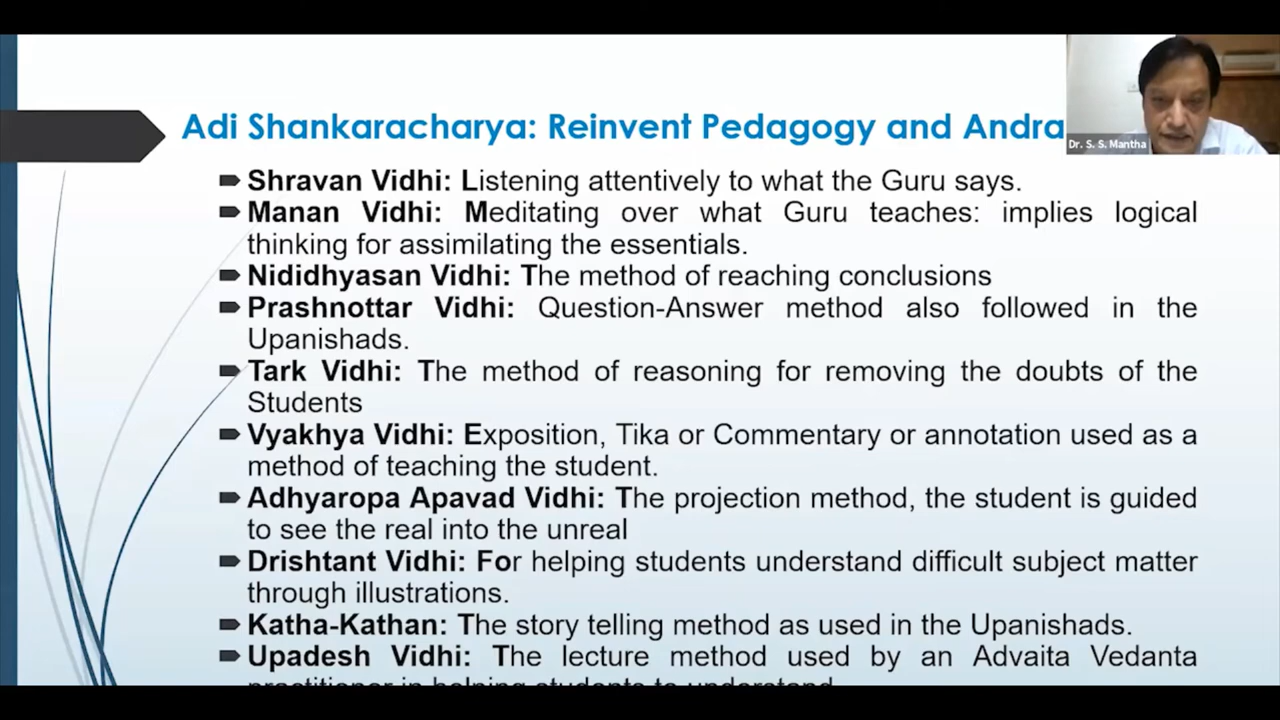 Adi Shankaracharya: Reinvent Pedagogy and Andra
Dr. S. S. Mantha
Shravan Vidhi: Listening attentively to what the Guru says.
Manan Vidhi: Meditating over what Guru teaches: implies logical
thinking for assimilating the essentials.
Nididhyasan Vidhi: The method of reaching conclusions
Prashnottar Vidhi: Question-Answer method also followed in the
Upanishads.
Tark Vidhi: The method of reasoning for removing the doubts of the
Students
Vyakhya Vidhi: Exposition, Tika or Commentary or annotation used as a
method of teaching the student.
Adhyaropa Apavad Vidhi: The projection method, the student is guided
to see the real into the unreal
Drishtant Vidhi: For helping students understand difficult subject matter
through illustrations.
Katha-Kathan: The story telling method as used in the Upanishads.
Upadesh Vidhi: The lecture method used by an Advaita Vedanta
practitioner in helping students to understand